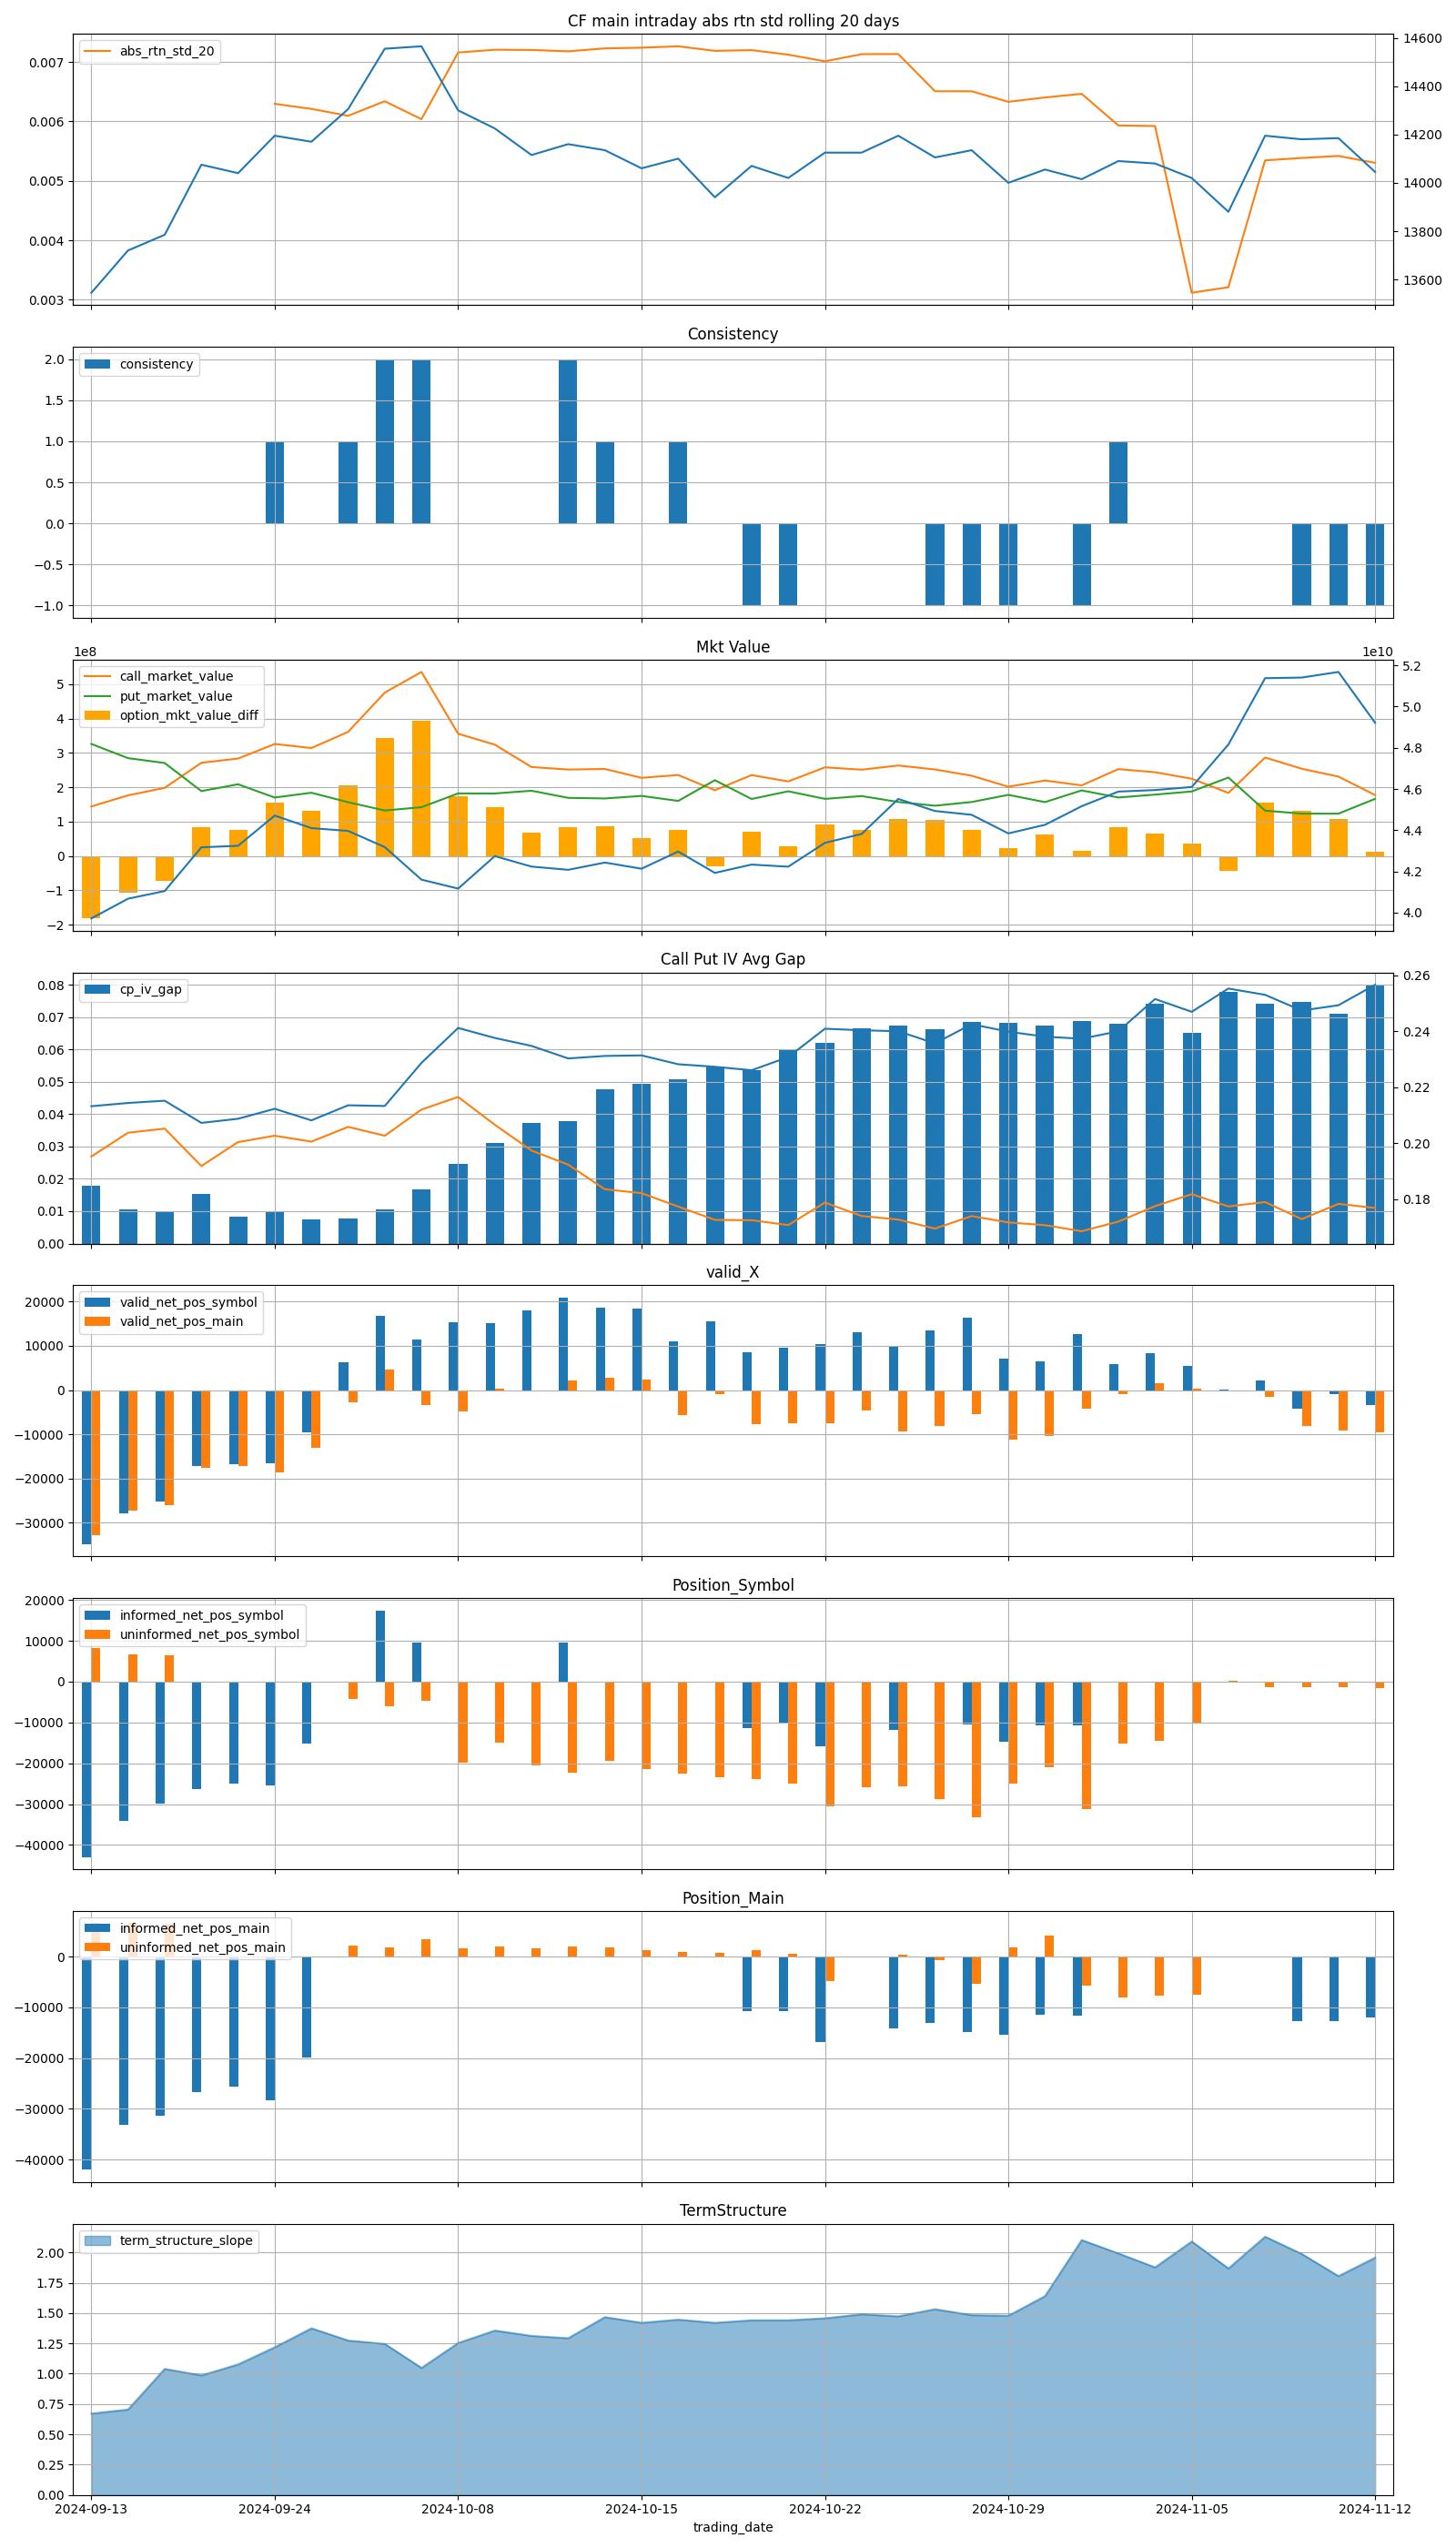 CF main intraday abs rtn std rolling 20 days
abs_rtn_std_20
0.007
0.006
0.005
0.004
0.003
14600
14400
14200
14000
13800
13600
Consistency
consistency
2.0
1.5
1.0
0.5
0.0
−0.5
−1.0
Mkt Value
1e8
1e10
call_market_value
put_market_value
option_mkt_value_diff
5
4
3
2
1
0
−1
−2
5.2
5.0
4.8
4.6
4.4
4.2
4.0
Call Put IV Avg Gap
cp_iv_gap
0.08
0.07
0.06
0.05
0.04
0.03
0.02
0.01
0.00
0.26
0.24
0.22
0.20
0.18
valid_X
valid_net_pos_symbol
valid_net_pos_main
20000
10000
0
−10000
−20000
−30000
Position_Symbol
informed_net_pos_symbol
uninformed_net_pos_symbol
20000
10000
0
−10000
−20000
−30000
−40000
Position_Main
informed_net_pos_main
uninformed_net_pos_main
0
−10000
−20000
−30000
−40000
TermStructure
term_structure_slope
2.00
1.75
1.50
1.25
1.00
0.75
0.50
0.25
0.00
2024-09-13 2024-09-24 2024-10-08 2024-10-15 2024-10-22 2024-10-29 2024-11-05 2024-11-12
trading_date